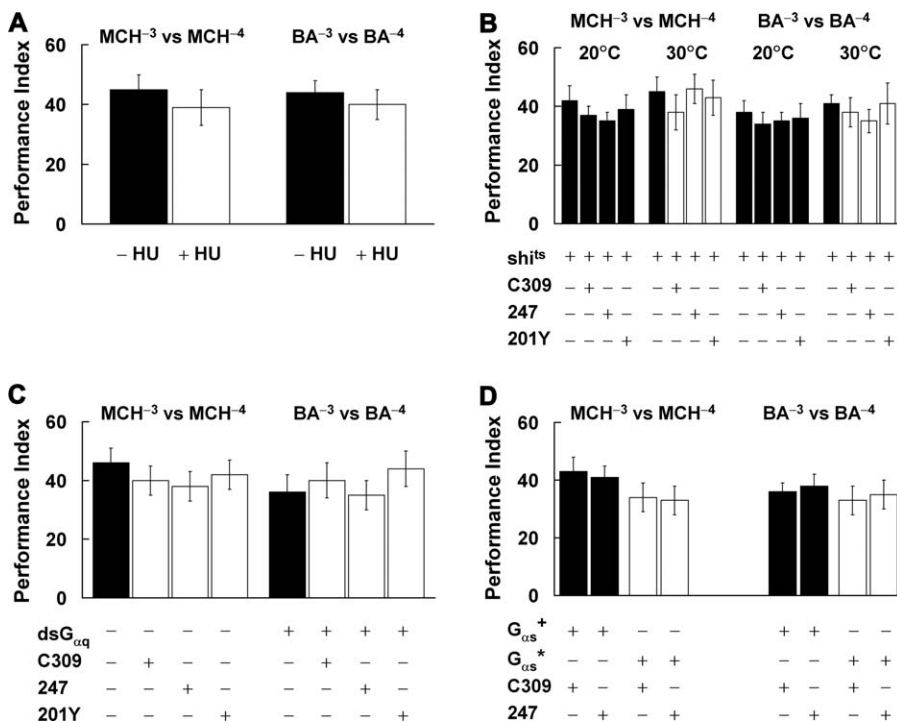 A
MCH⁻³ vs MCH⁻⁴ BA⁻³ vs BA⁻⁴
Performance Index
60
40
20
0
– HU + HU – HU + HU
B
MCH⁻³ vs MCH⁻⁴ BA⁻³ vs BA⁻⁴
20°C 30°C 20°C 30°C
Performance Index
60
40
20
0
shiᵗˢ + + + + + + + + + + + + + + + +
C309 – + – – – + – – – + – – – + – –
247 – – + – – – + – – – + – – – + –
201Y – – – + – – – + – – – + – – – +
C
MCH⁻³ vs MCH⁻⁴ BA⁻³ vs BA⁻⁴
Performance Index
60
40
20
0
dsGαq – – – – + + + +
C309 – + – – – + – –
247 – – + – – – + –
201Y – – – + – – – +
D
MCH⁻³ vs MCH⁻⁴ BA⁻³ vs BA⁻⁴
Performance Index
60
40
20
0
Gαs⁺ + + – – + + – –
Gαs* – – + + – – + +
C309 + – + – + – + –
247 – + – + – + – +